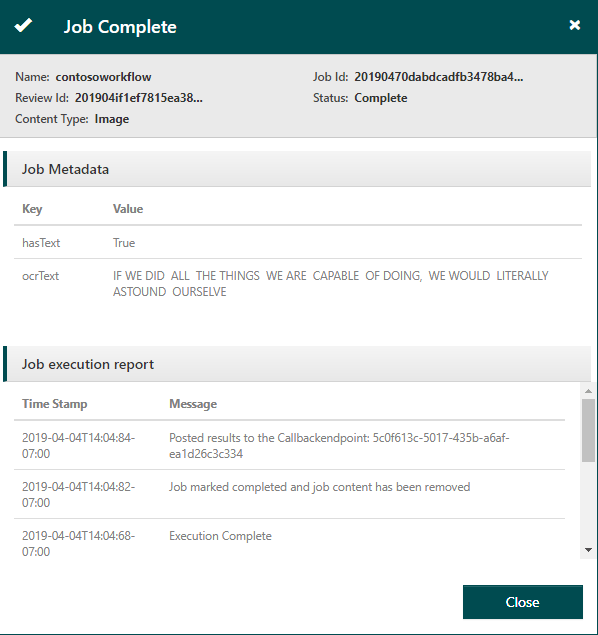 Job Complete
Name: contosoworkflow
Job Id: 20190470dabdcadfb3478ba4...
Review Id: 201904if1ef7815ea38...
Status: Complete
Content Type: Image
Job Metadata
Key Value
hasText True
ocrText IF WE DID ALL THE THINGS WE ARE CAPABLE OF DOING, WE WOULD LITERALLY
ASTOUND OURSELVE
Job execution report
Time Stamp Message
2019-04-04T14:04:84- Posted results to the Callbackendpoint: 5c0f613c-5017-435b-a6af-
07:00 ea1d26c3c334
2019-04-04T14:04:82- Job marked completed and job content has been removed
07:00
2019-04-04T14:04:68- Execution Complete
07:00
Close